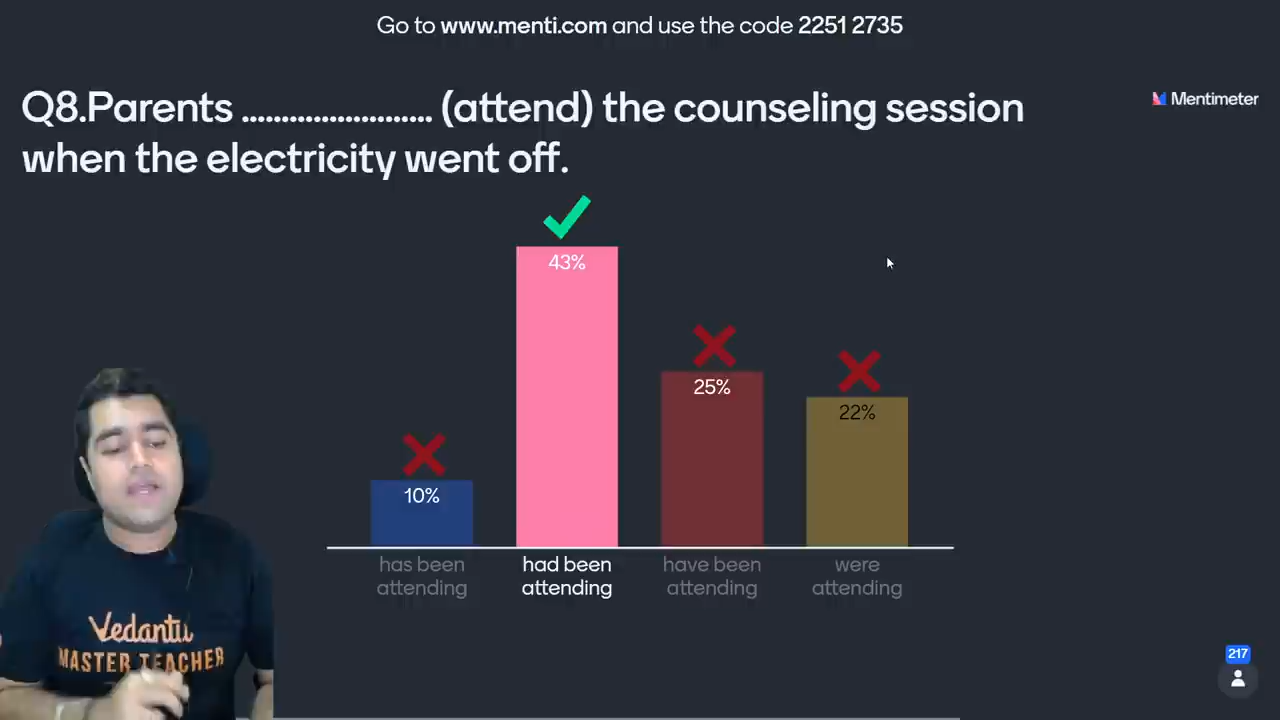 Go to www.menti.com and use the code 2251 2735
Q8.Parents ...................... (attend) the counseling session
when the electricity went off.
Mentimeter
43%
25%
22%
10%
has been
attending
had been
attending
have been
attending
were
attending
Vedantu
MASTER TEACHER
217